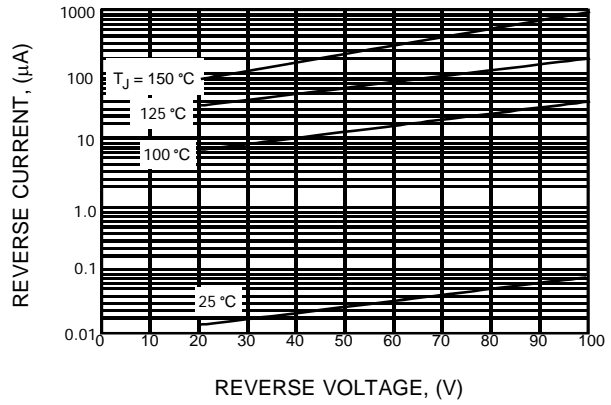 REVERSE CURRENT, (μA)
1000
100
10
1.0
0.1
0.01
TJ = 150 °C
125 °C
100 °C
25 °C
0 10 20 30 40 50 60 70 80 90 100
REVERSE VOLTAGE, (V)